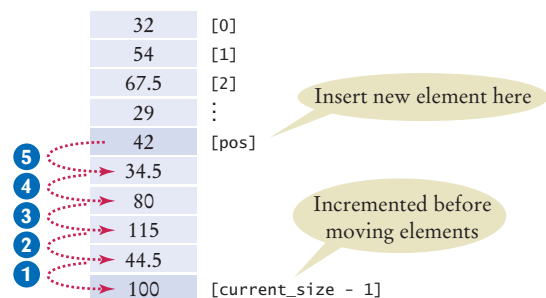 32 [0]
54 [1]
67.5 [2]
29 ⋮
Insert new element here
42 [pos]
5
34.5
4
80
3
115
Incremented before
moving elements
2
44.5
1
100 [current_size - 1]